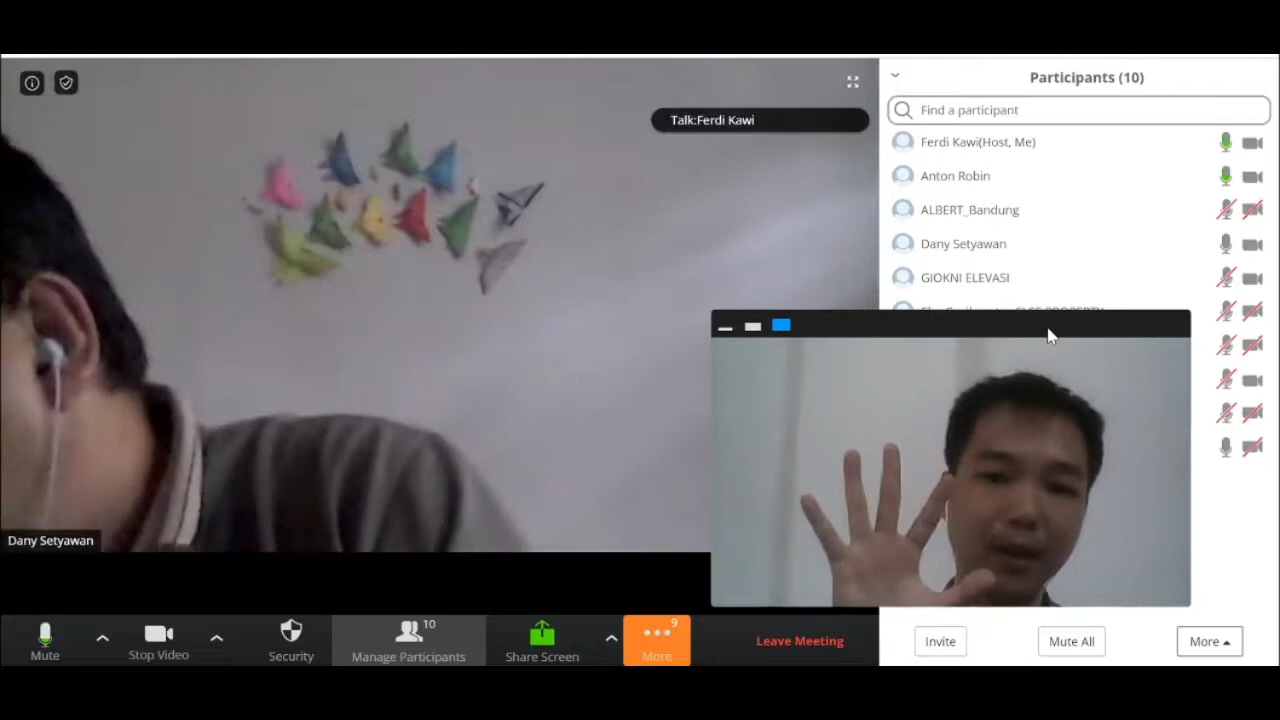 Participants (10)
Find a participant
Talk:Ferdi Kawi
Ferdi Kawi(Host, Me)
Anton Robin
ALBERT_Bandung
Dany Setyawan
GIOKNI ELEVASI
Dany Setyawan
Mute
Stop Video
Security
10
Manage Participants
Share Screen
9
More
Leave Meeting
Invite
Mute All
More